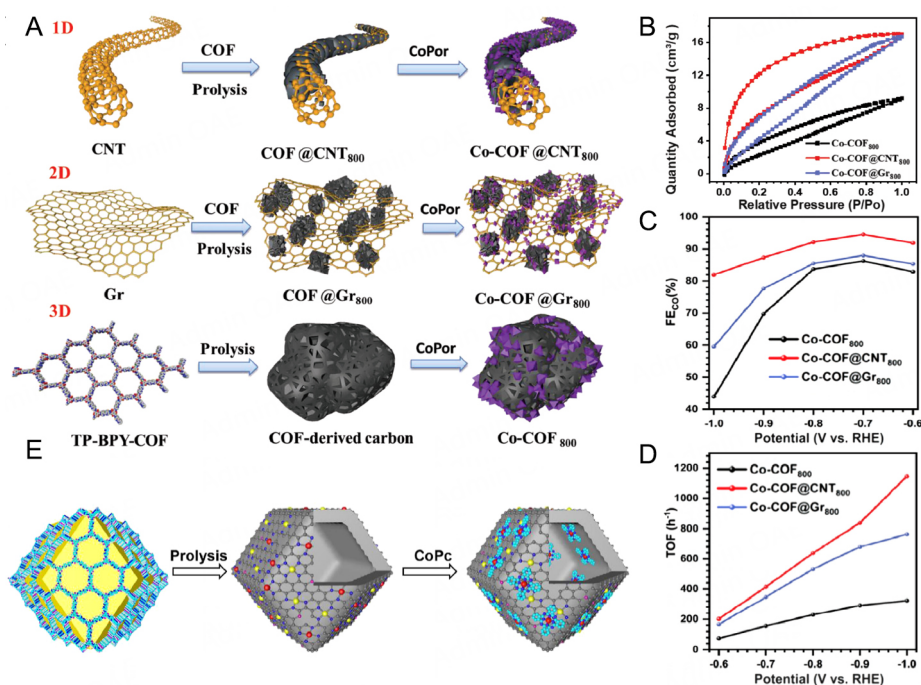 A
1D
COF
Prolysis
CoPor
CNT
COF @CNT800
Co-COF @CNT800
2D
COF
Prolysis
CoPor
Gr
COF @Gr800
Co-COF @Gr800
3D
Prolysis
CoPor
TP-BPY-COF
COF-derived carbon
Co-COF 800
B
Quantity Adsorbed (cm³/g)
16
12
8
4
0
Co-COF800
Co-COF@CNT800
Co-COF@Gr800
0.0 0.2 0.4 0.6 0.8 1.0
Relative Pressure (P/Po)
C
FECO(%)
100
90
80
70
60
50
40
Co-COF800
Co-COF@CNT800
Co-COF@Gr800
-1.0 -0.9 -0.8 -0.7 -0.6
Potential (V vs. RHE)
D
TOF (h-1)
1200
1000
800
600
400
200
0
Co-COF800
Co-COF@CNT800
Co-COF@Gr800
-0.6 -0.7 -0.8 -0.9 -1.0
Potential (V vs. RHE)
E
Prolysis
CoPc